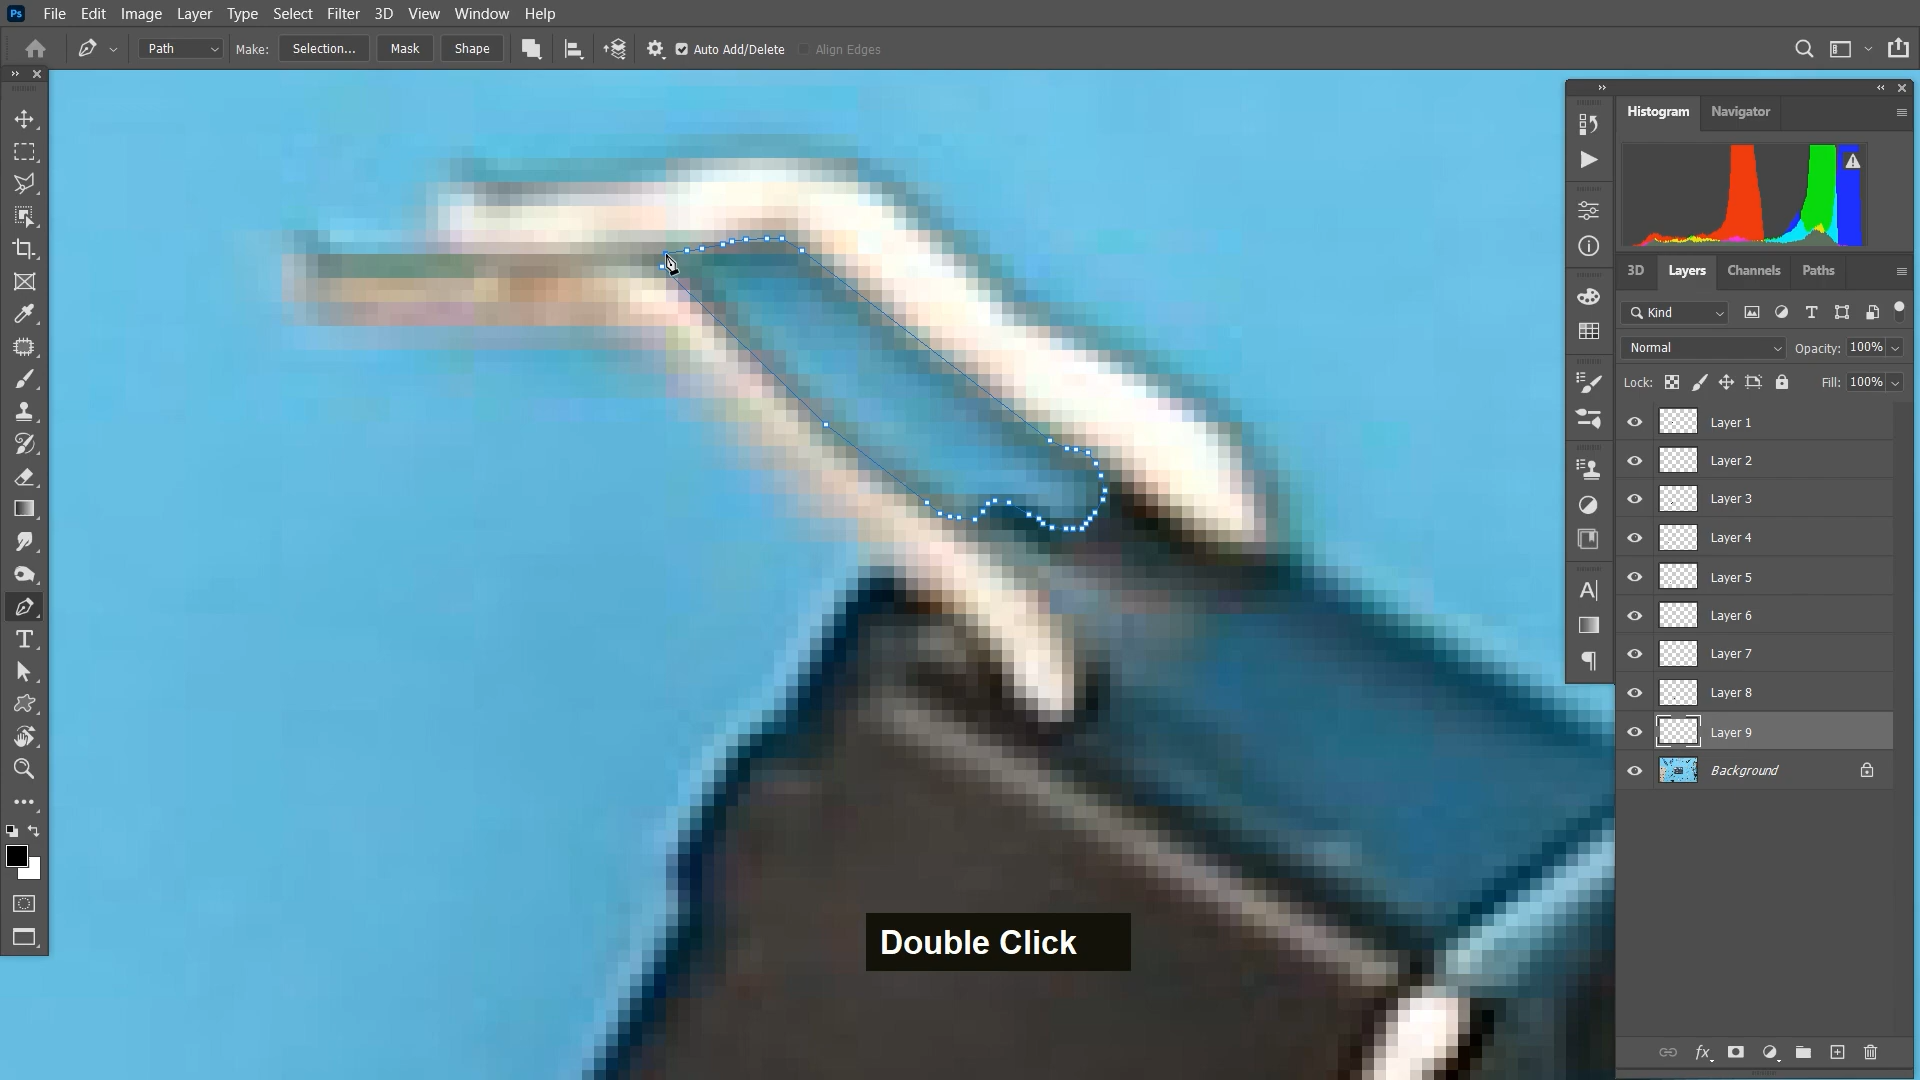 Ps File Edit Image Layer Type Select Filter 3D View Window Help
Path Make: Selection... Mask Shape Auto Add/Delete Align Edges
Histogram Navigator
3D Layers Channels Paths
Kind
Normal Opacity: 100%
Lock: Fill: 100%
Layer 1
Layer 2
Layer 3
Layer 4
Layer 5
Layer 6
Layer 7
Layer 8
Layer 9
Background
Double Click
fx